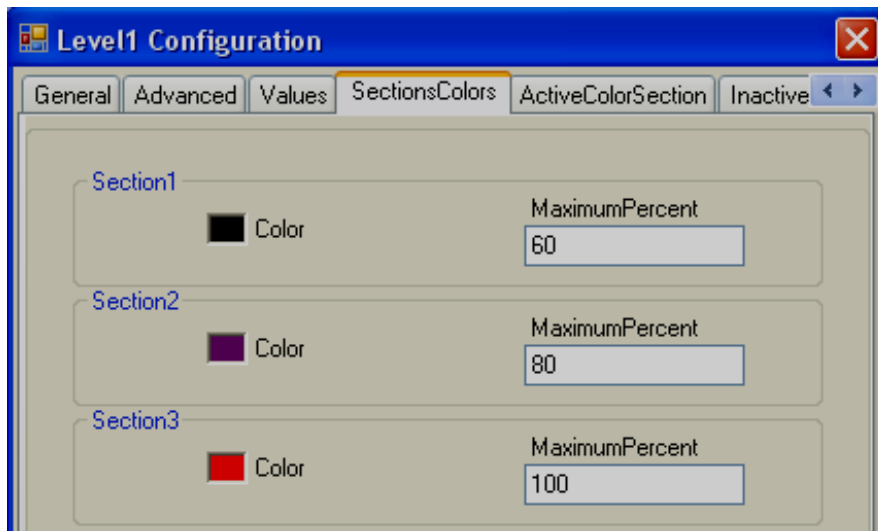 Level1 Configuration
General Advanced Values SectionsColors ActiveColorSection Inactive
Section1
Color
MaximumPercent
60
Section2
Color
MaximumPercent
80
Section3
Color
MaximumPercent
100